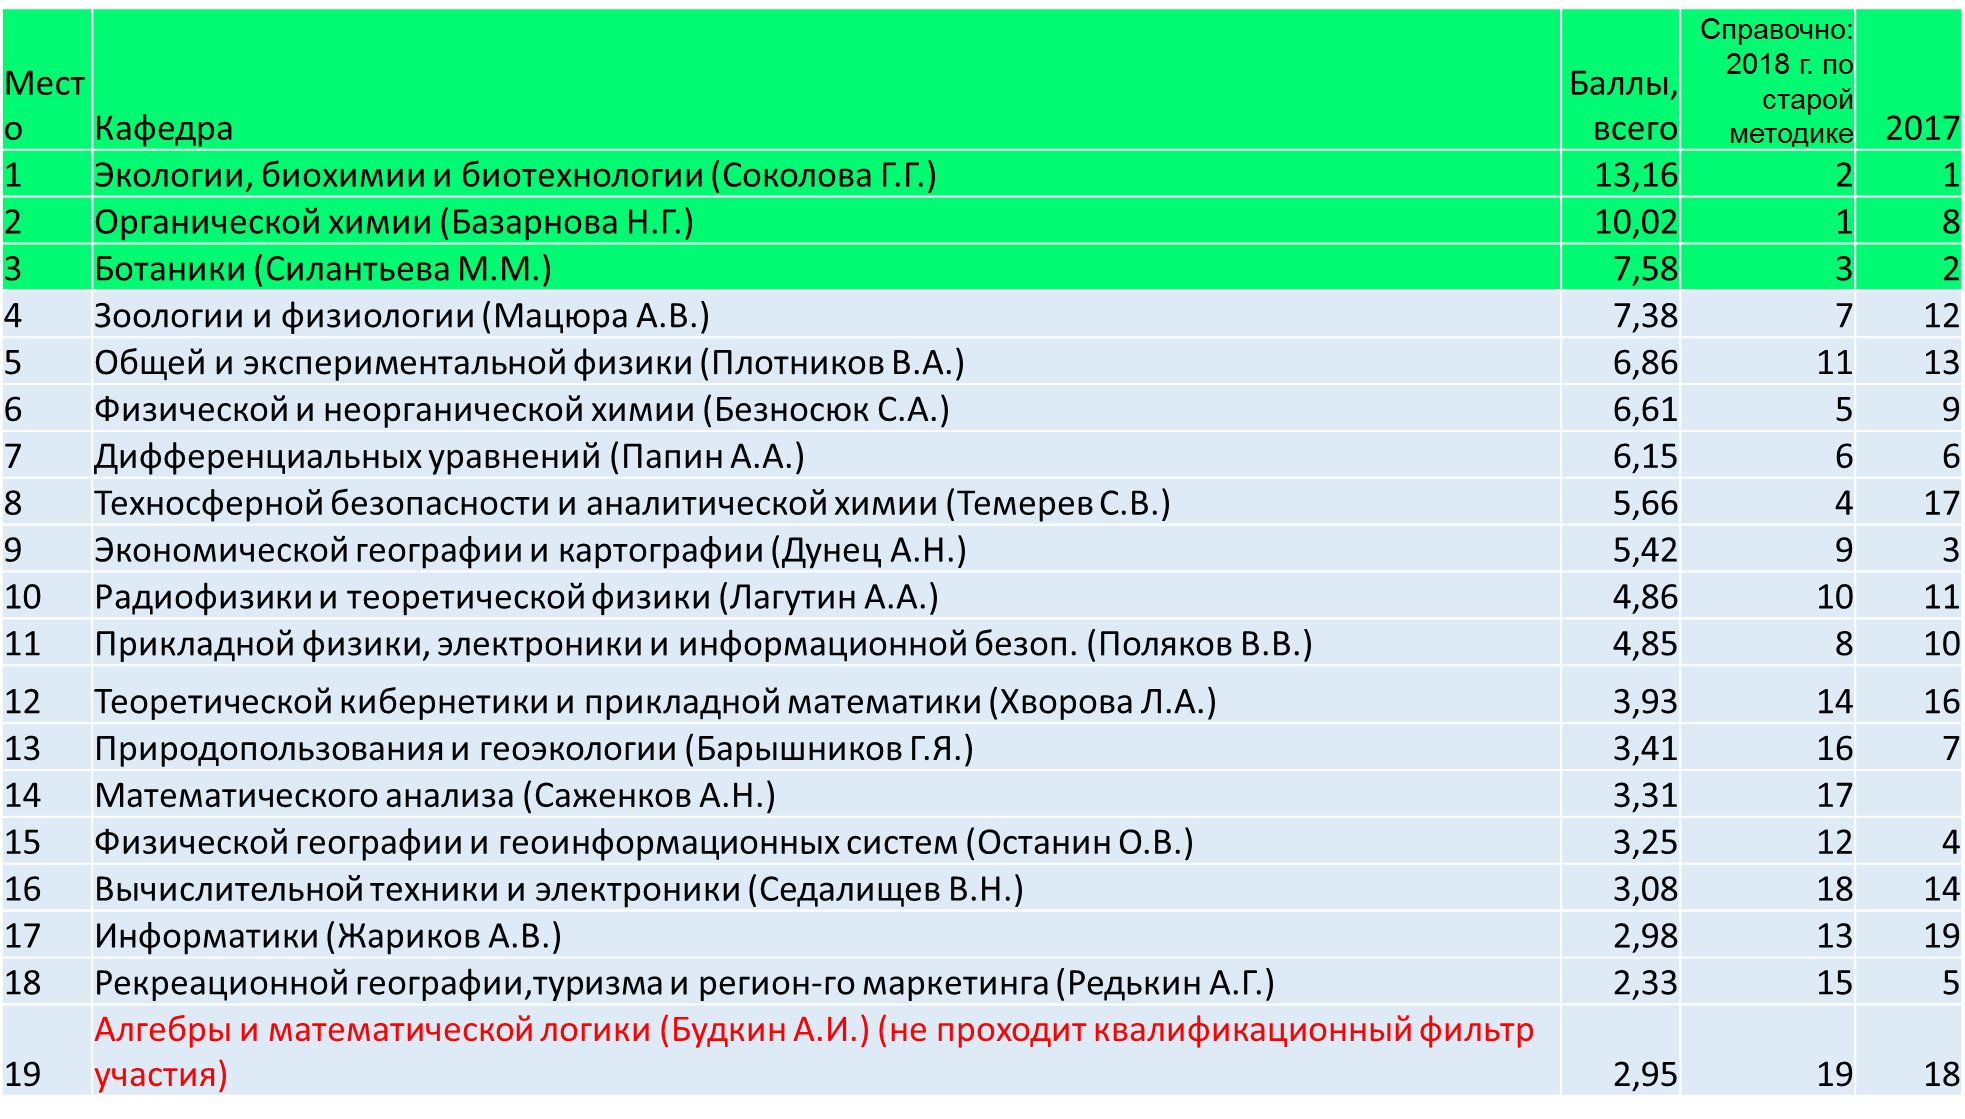 Место Кафедра Баллы, всего Справочно: 2018 г. по старой методике 2017
1 Экологии, биохимии и биотехнологии (Соколова Г.Г.) 13,16 2 1
2 Органической химии (Базарнова Н.Г.) 10,02 1 8
3 Ботаники (Силантьева М.М.) 7,58 3 2
4 Зоологии и физиологии (Мацюра А.В.) 7,38 7 12
5 Общей и экспериментальной физики (Плотников В.А.) 6,86 11 13
6 Физической и неорганической химии (Безносюк С.А.) 6,61 5 9
7 Дифференциальных уравнений (Папин А.А.) 6,15 6 6
8 Техносферной безопасности и аналитической химии (Темерев С.В.) 5,66 4 17
9 Экономической географии и картографии (Дунец А.Н.) 5,42 9 3
10 Радиофизики и теоретической физики (Лагутин А.А.) 4,86 10 11
11 Прикладной физики, электроники и информационной безоп. (Поляков В.В.) 4,85 8 10
12 Теоретической кибернетики и прикладной математики (Хворова Л.А.) 3,93 14 16
13 Природопользования и геоэкологии (Барышников Г.Я.) 3,41 16 7
14 Математического анализа (Саженков А.Н.) 3,31 17
15 Физической географии и геоинформационных систем (Останин О.В.) 3,25 12 4
16 Вычислительной техники и электроники (Седалищев В.Н.) 3,08 18 14
17 Информатики (Жариков А.В.) 2,98 13 19
18 Рекреационной географии,туризма и регион-го маркетинга (Редькин А.Г.) 2,33 15 5
Алгебры и математической логики (Будкин А.И.) (не проходит квалификационный фильтр
19 участия) 2,95 19 18